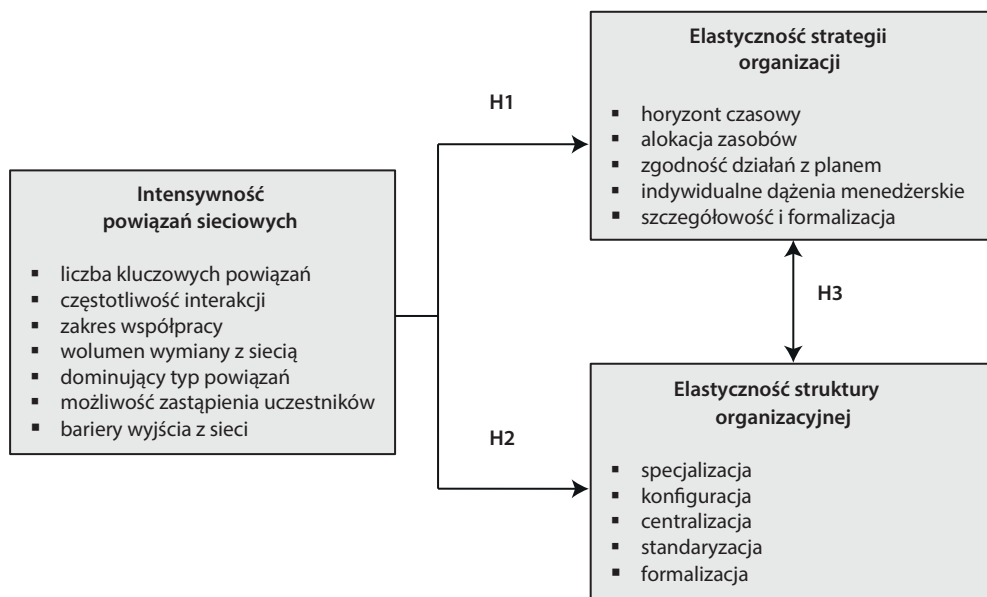 Intensywność
powiązań sieciowych
▪ liczba kluczowych powiązań
▪ częstotliwość interakcji
▪ zakres współpracy
▪ wolumen wymiany z siecią
▪ dominujący typ powiązań
▪ możliwość zastąpienia uczestników
▪ bariery wyjścia z sieci
H1
H2
Elastyczność strategii
organizacji
▪ horyzont czasowy
▪ alokacja zasobów
▪ zgodność działań z planem
▪ indywidualne dążenia menedżerskie
▪ szczegółowość i formalizacja
H3
Elastyczność struktury
organizacyjnej
▪ specjalizacja
▪ konfiguracja
▪ centralizacja
▪ standaryzacja
▪ formalizacja